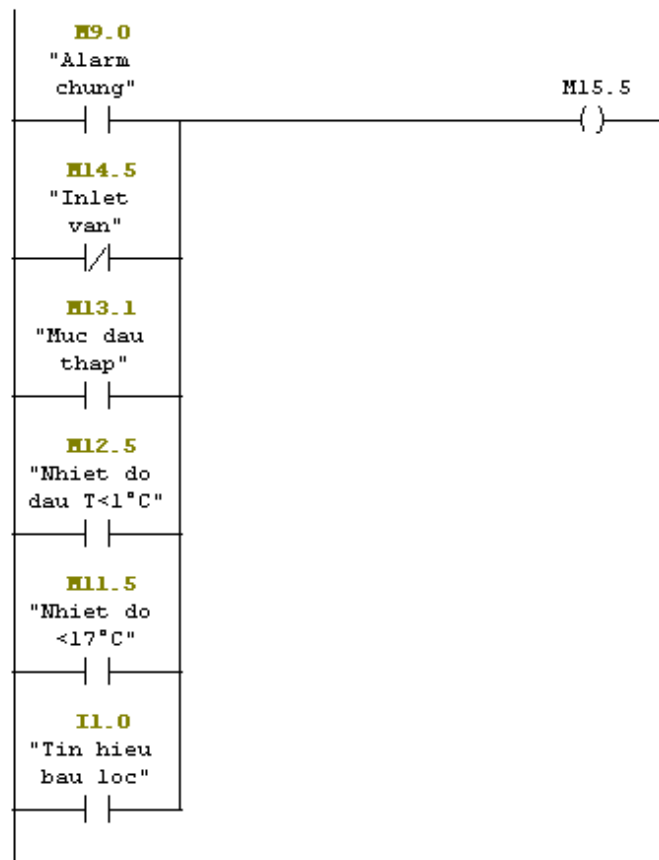 M9.0
"Alarm
chung"
M15.5
M14.5
"Inlet
van"
M13.1
"Muc dau
thap"
M12.5
"Nhiet do
dau T<1°C"
M11.5
"Nhiet do
<17°C"
I1.0
"Tin hieu
bau loc"